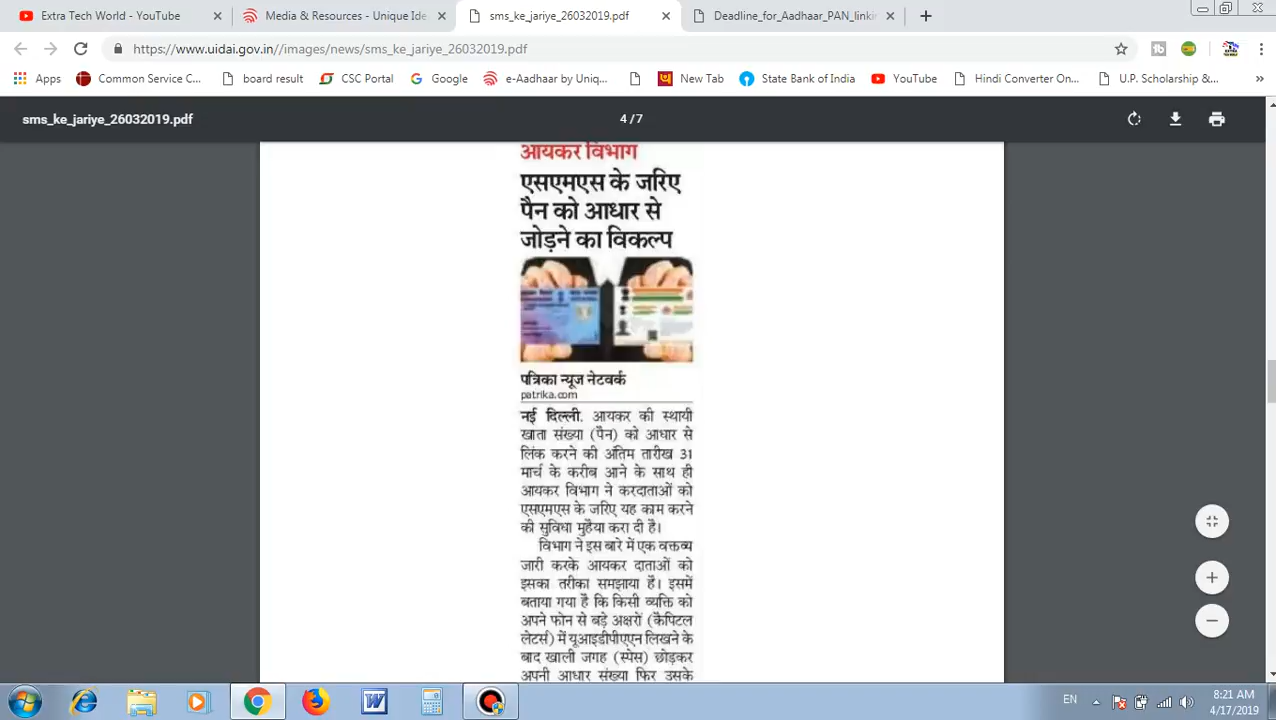 Extra Tech World - YouTube
Media & Resources - Unique Ide
sms_ke_jariye_26032019.pdf
Deadline_for_Aadhaar_PAN_linkin
https://www.uidai.gov.in//images/news/sms_ke_jariye_26032019.pdf
Apps
Common Service C...
board result
CSC Portal
Google
e-Aadhaar by Uniq...
New Tab
State Bank of India
YouTube
Hindi Converter On...
U.P. Scholarship &...
sms_ke_jariye_26032019.pdf
4 / 7
आयकर विभाग
एसएमएस के जरिए
पैन को आधार से
जोड़ने का विकल्प
पत्रिका न्यूज नेटवर्क
patrika.com
नई दिल्ली. आयकर की स्थायी
खाता संख्या (पैन) को आधार से
लिंक करने की अंतिम तारीख 31
मार्च के करीब आने के साथ ही
आयकर विभाग ने करदाताओं को
एसएमएस के जरिए यह काम करने
की सुविधा मुहैया करा दी है।
विभाग ने इस बारे में एक वक्तव्य
जारी करके आयकर दाताओं को
इसका तरीका समझाया हैं। इसमें
बताया गया है कि किसी व्यक्ति को
अपने फोन से बड़े अक्षरों (कैपिटल
लेटर्स) में यूआइडीपीएएन लिखने के
बाद खाली जगह (स्पेस) छोड़कर
अपनी आधार संख्या फिर उसके
EN
8:21 AM
4/17/2019